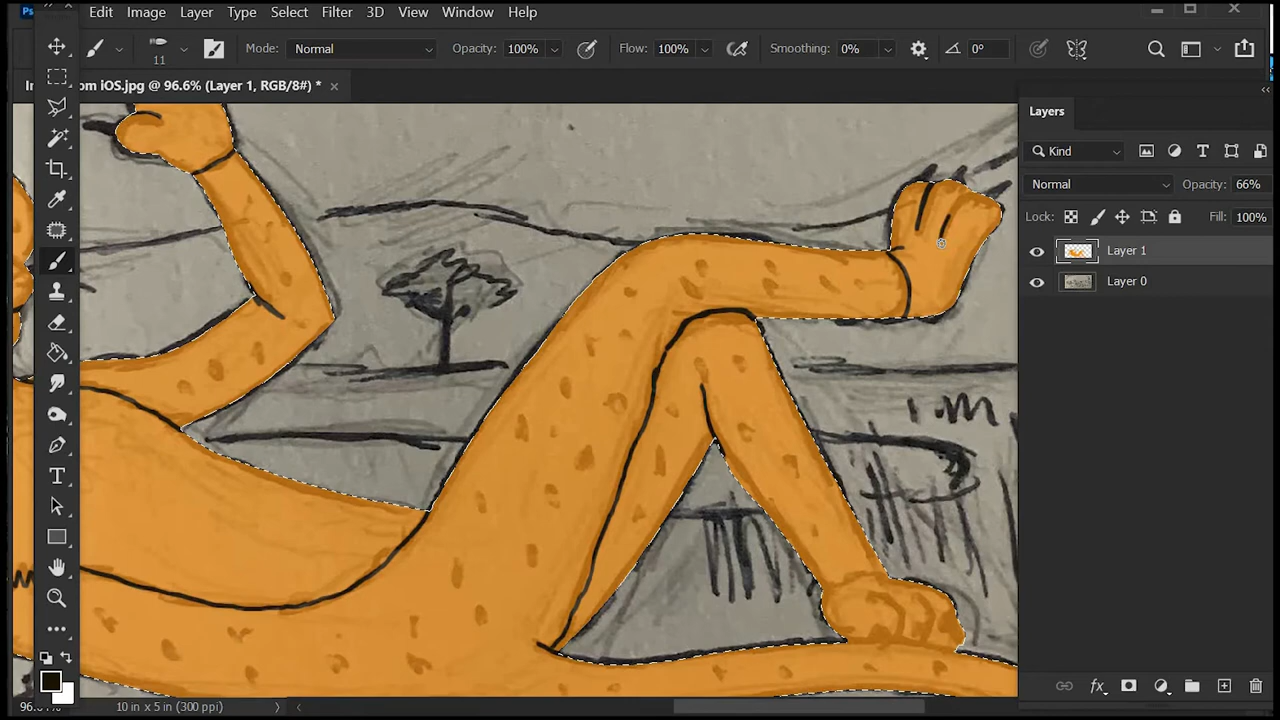 Ps Edit Image Layer Type Select Filter 3D View Window Help
11 Mode: Normal Opacity: 100% Flow: 100% Smoothing: 0% 0°
om iOS.jpg @ 96.6% (Layer 1, RGB/8#) *
Layers
Kind
Normal Opacity: 66%
Lock: Fill: 100%
Layer 1
Layer 0
10 in x 5 in (300 ppi)